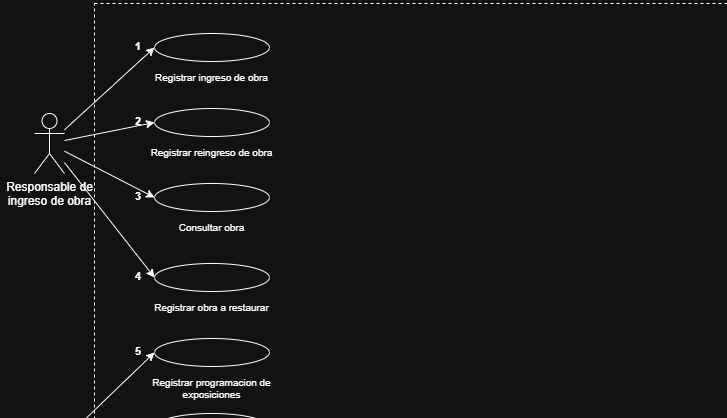 1
Registrar ingreso de obra
2
Registrar reingreso de obra
Responsable de
ingreso de obra
3
Consultar obra
4
Registrar obra a restaurar
5
Registrar programacion de
exposiciones